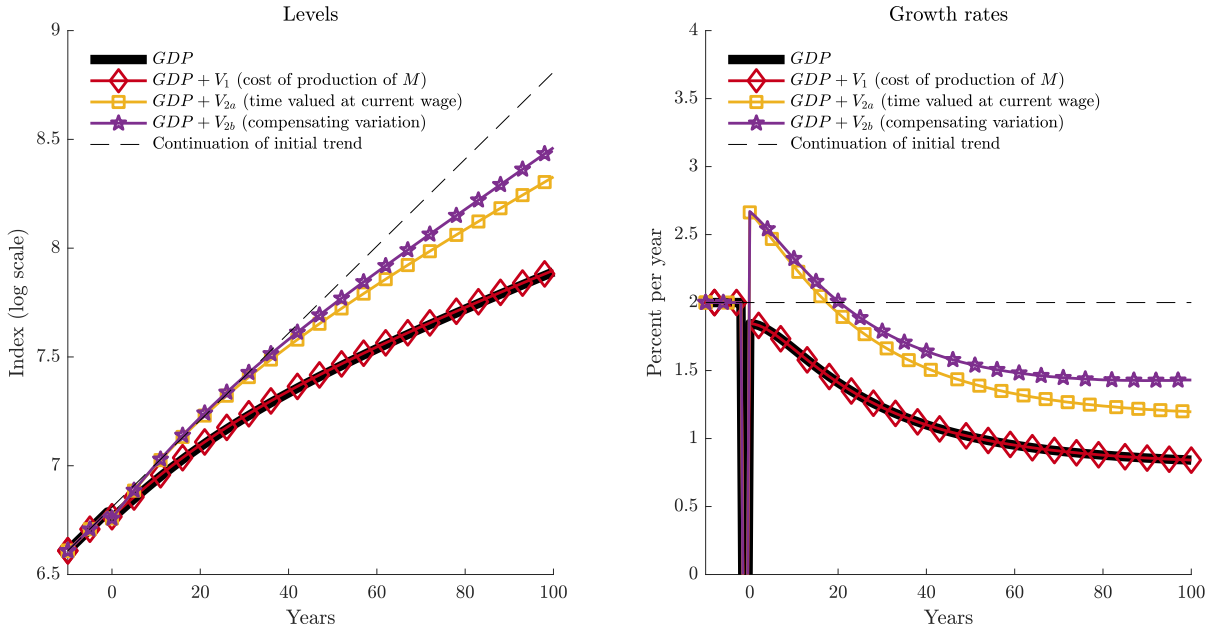 Levels
9
8.5
8
7.5
7
6.5
Index (log scale)
GDP
GDP + V₁ (cost of production of M)
GDP + V₂ₐ (time valued at current wage)
GDP + V₂b (compensating variation)
Continuation of initial trend
0 20 40 60 80 100
Years
Growth rates
4
3.5
3
2.5
2
1.5
1
0.5
0
Percent per year
GDP
GDP + V₁ (cost of production of M)
GDP + V₂ₐ (time valued at current wage)
GDP + V₂b (compensating variation)
Continuation of initial trend
0 20 40 60 80 100
Years